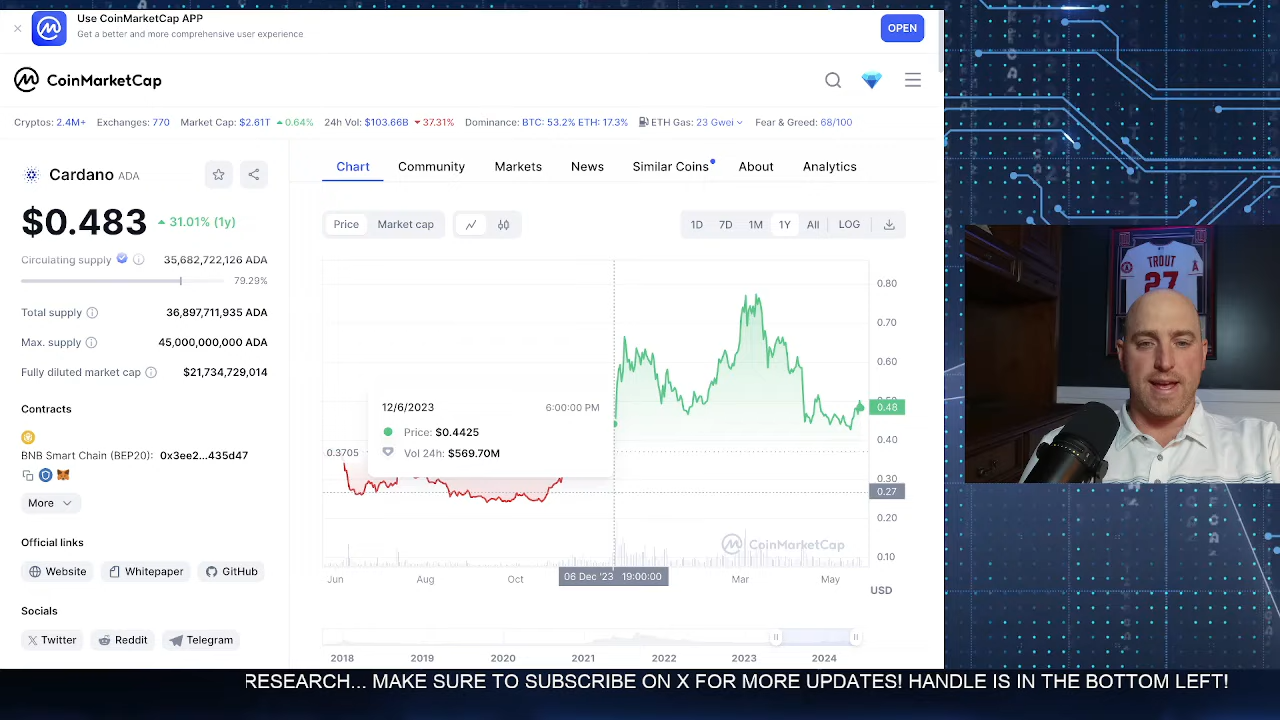 Use CoinMarketCap APP
Get a better and more comprehensive user experience
OPEN
CoinMarketCap
Cryptos: 2.4M+ Exchanges: 770 Market Cap: $2.61T 0.64% 24h Vol: $103.66B 37.31% Dominance: BTC: 53.2% ETH: 17.3% ETH Gas: 23 Gwei Fear & Greed: 68/100
Cardano ADA
$0.483 31.01% (1y)
Circulating supply 35,682,722,126 ADA
79.29%
Total supply 36,897,711,935 ADA
Max. supply 45,000,000,000 ADA
Fully diluted market cap $21,734,729,014
Contracts
BNB Smart Chain (BEP20): 0x3ee2...435d47
More
Official links
Website Whitepaper GitHub
Socials
Twitter Reddit Telegram
Chart Community Markets News Similar Coins About Analytics
Price Market cap 1D 7D 1M 1Y All LOG
0.80
0.70
0.60
0.48
0.40
0.30
0.27
0.20
0.10
12/6/2023 6:00:00 PM
Price: $0.4425
Vol 24h: $569.70M
0.3705
CoinMarketCap
Jun Aug Oct 06 Dec '23 19:00:00 Mar May
USD
2018 2019 2020 2021 2022 2023 2024
TROUT
27
RESEARCH... MAKE SURE TO SUBSCRIBE ON X FOR MORE UPDATES! HANDLE IS IN THE BOTTOM LEFT!